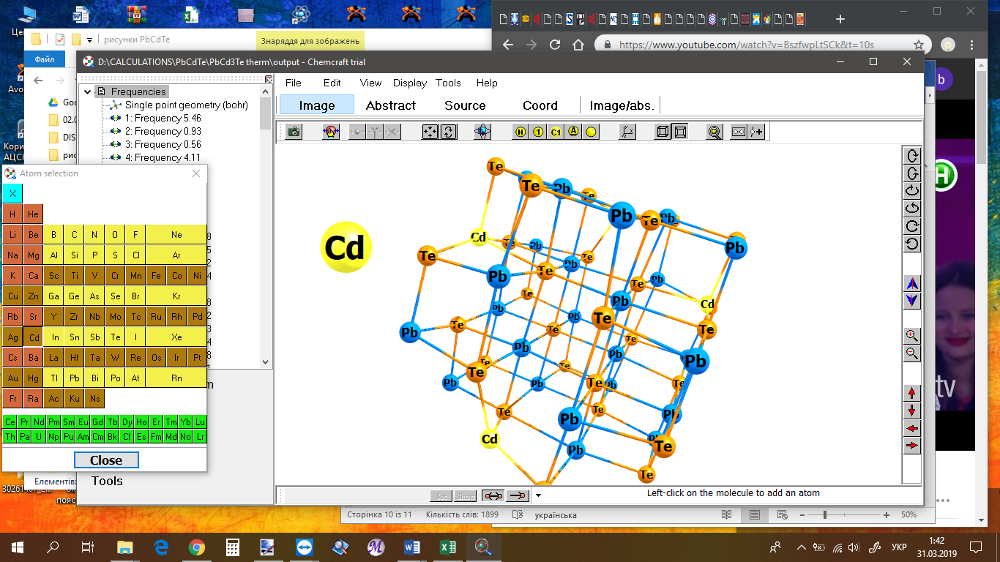 Це
рисунки PbCdTe
Знаряддя для зображень
Файл
https://www.youtube.com/watch?v=BszfwpLtSCk&t=10s
b
D:\CALCULATIONS\PbCdTe\PbCd3Te therm\output - Chemcraft trial
File Edit View Display Tools Help
Image Abstract Source Coord Image/abs.
Frequencies
Single point geometry (bohr)
1: Frequency 5.46
2: Frequency 0.93
3: Frequency 0.56
4: Frequency 4.11
Avo
Goo
02.0
DIS
рис
Кори
АЦСК
Atom selection
X
H He
Li Be B C N O F Ne
Na Mg Al Si P S Cl Ar
K Ca Sc Ti V Cr Mn Fe Co Ni
Cu Zn Ga Ge As Se Br Kr
Rb Sr Y Zr Nb Mo Tc Ru Rh Pd
Ag Cd In Sn Sb Te I Xe
Cs Ba La Hf Ta W Re Os Ir Pt
Au Hg Tl Pb Bi Po At Rn
Fr Ra Ac Ku Ns
Ce Pr Nd Pm Sm Eu Gd Tb Dy Ho Er Tm Yb Lu
Th Pa U Np Pu Am Cm Bk Cf Es Fm Md No Lr
Close
Tools
H 1 C1 A
Te
Te Pb Te
Pb Te Pb
Cd Te Pb Te Pb
Te Pb Te
Cd
Pb Te Te Pb
Te Pb Cd
Pb Pb Te Te
Te Pb Te Te
Pb Pb Pb Pb
Te Te Te
Pb Pb Te Pb Te
Te Te Pb
Pb Cd Pb Pb Te
Te
H
tv
Left-click on the molecule to add an atom
Set Show
Елементів:
пояс
Сторінка 10 із 11 Кількість слів: 1899 українська 50%
УКР
1:42
31.03.2019